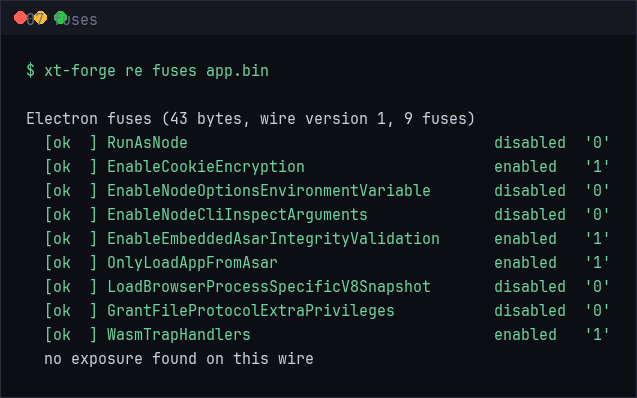 07 fuses
$ xt-forge re fuses app.bin
Electron fuses (43 bytes, wire version 1, 9 fuses)
[ok  ] RunAsNode                                  disabled  '0'
[ok  ] EnableCookieEncryption                     enabled   '1'
[ok  ] EnableNodeOptionsEnvironmentVariable       disabled  '0'
[ok  ] EnableNodeCliInspectArguments              disabled  '0'
[ok  ] EnableEmbeddedAsarIntegrityValidation      enabled   '1'
[ok  ] OnlyLoadAppFromAsar                        enabled   '1'
[ok  ] LoadBrowserProcessSpecificV8Snapshot       disabled  '0'
[ok  ] GrantFileProtocolExtraPrivileges           disabled  '0'
[ok  ] WasmTrapHandlers                           enabled   '1'
no exposure found on this wire